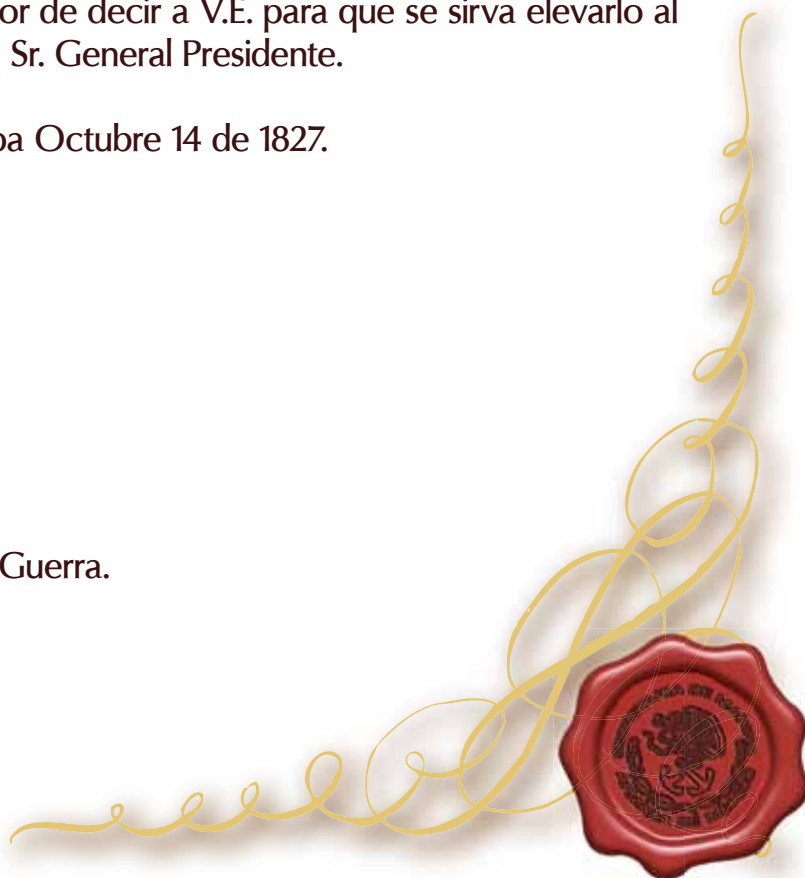 or de decir a V.E. para que se sirva elevarlo al
Sr. General Presidente.
pa Octubre 14 de 1827.
Guerra.